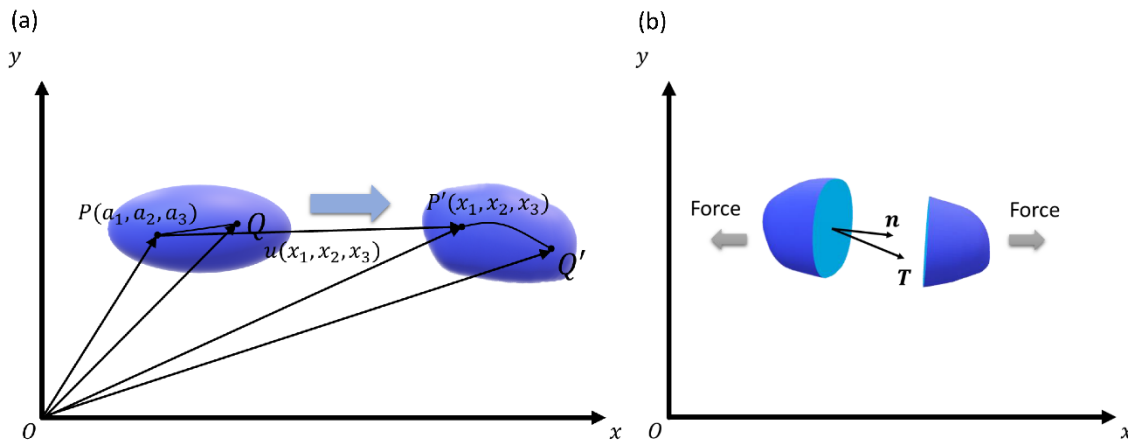 (a)
(b)
y
y
P(a₁, a₂, a₃)
Q
P′(x₁, x₂, x₃)
u(x₁, x₂, x₃)
Q′
Force
n
T
Force
O
x
O
x